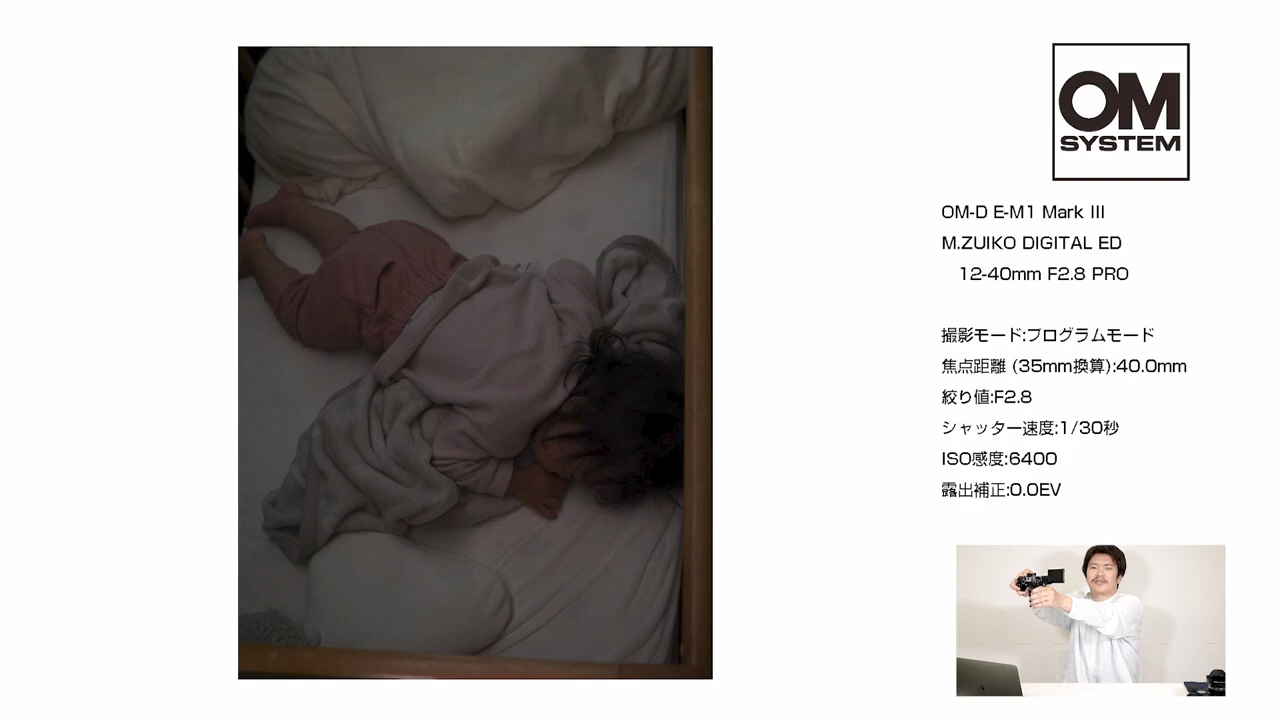 OM
SYSTEM
OM-D E-M1 Mark III
M.ZUIKO DIGITAL ED
12-40mm F2.8 PRO
撮影モード:プログラムモード
焦点距離 (35mm換算):40.0mm
絞り値:F2.8
シャッター速度:1/30秒
ISO感度:6400
露出補正:0.0EV